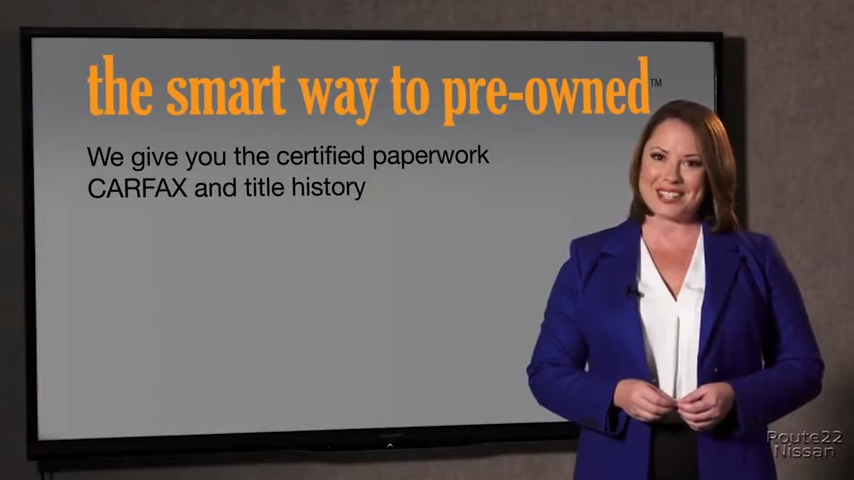 the smart way to pre-owned™
We give you the certified paperwork
CARFAX and title history
Route22
Nissan